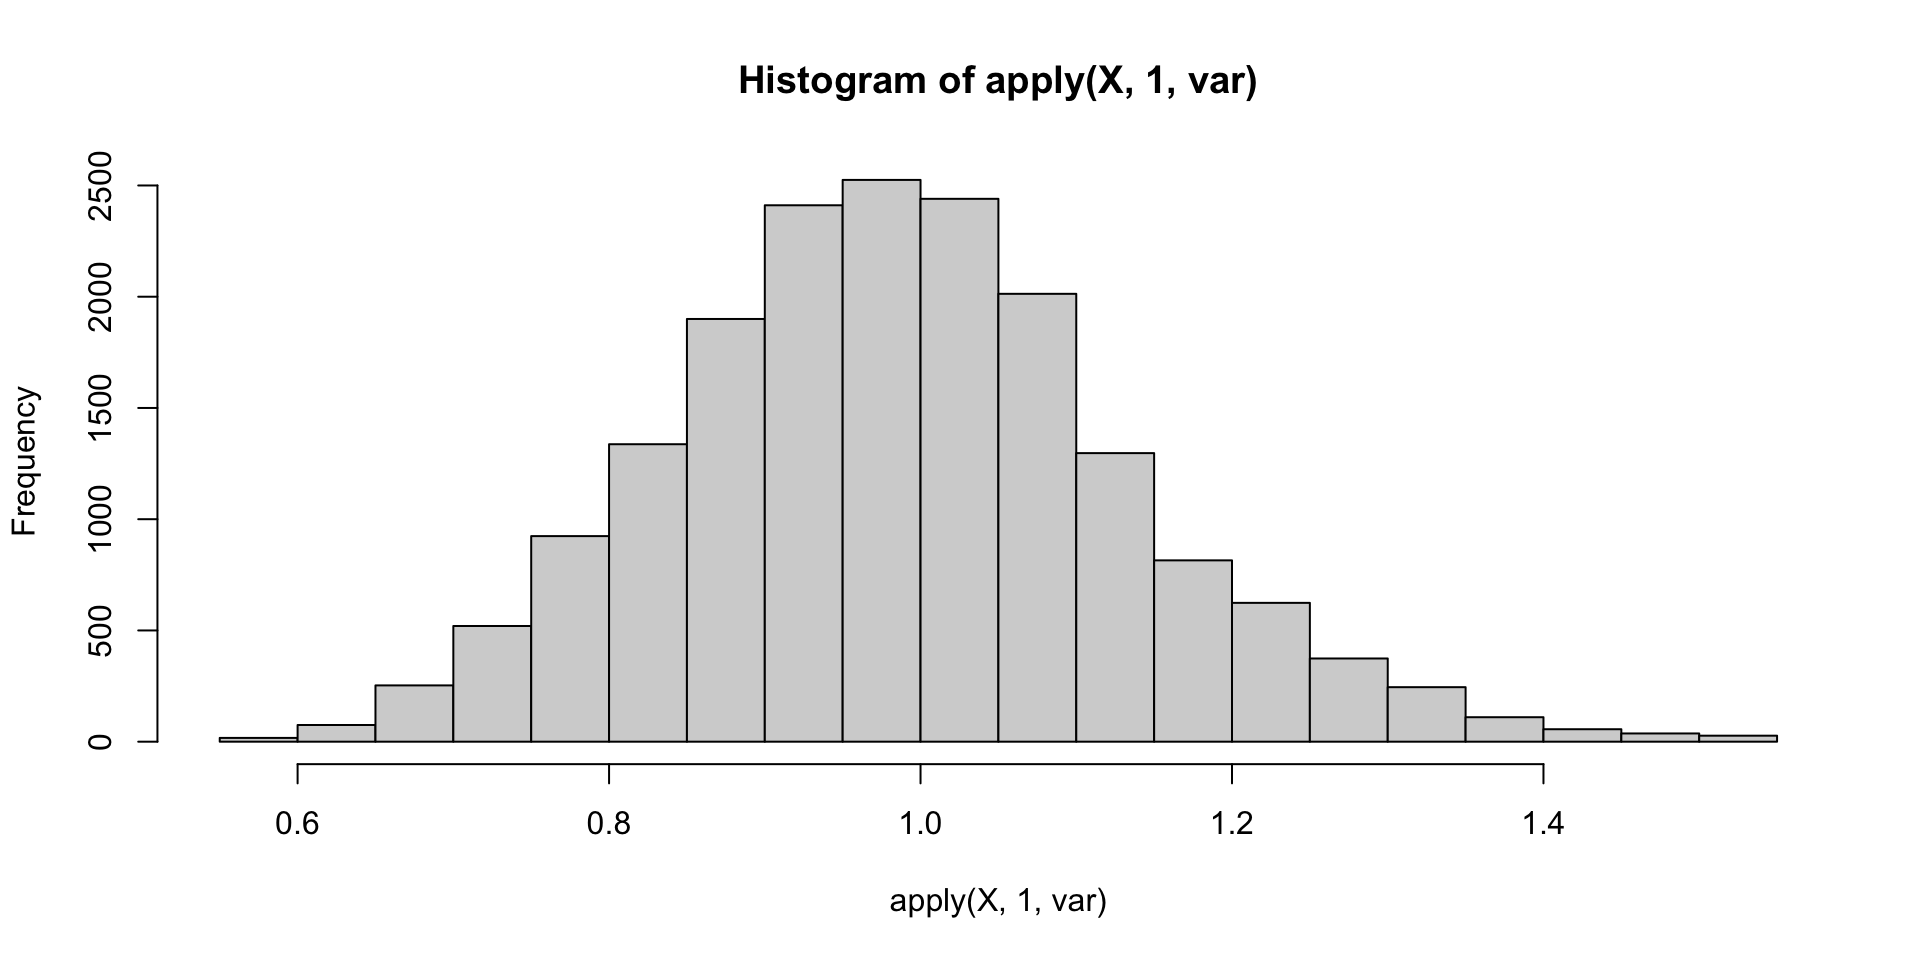 Histogram of apply(X, 1, var)
2500
2000
1500
1000
500
0
Frequency
0.6 0.8 1.0 1.2 1.4
apply(X, 1, var)